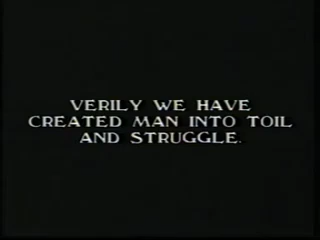 VERILY WE HAVE
CREATED MAN INTO TOIL
AND STRUGGLE.